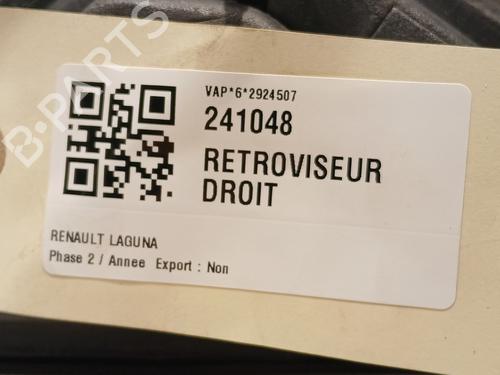 B-PARTS
VAP*6*2924507
241048
RETROVISEUR
DROIT
RENAULT LAGUNA
Phase 2 / Annee Export : Non